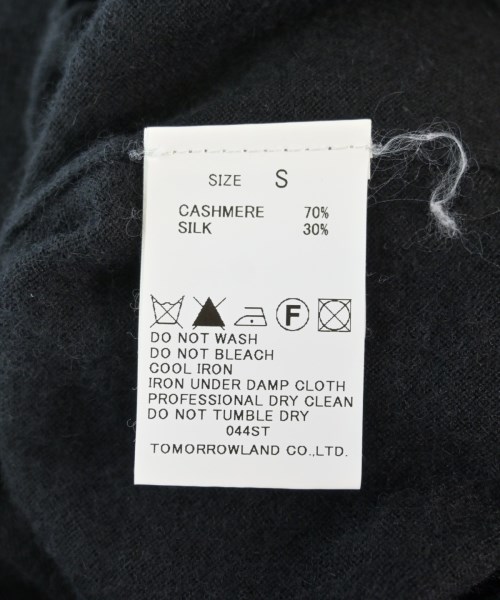 SIZE S
CASHMERE 70%
SILK 30%
F
DO NOT WASH
DO NOT BLEACH
COOL IRON
IRON UNDER DAMP CLOTH
PROFESSIONAL DRY CLEAN
DO NOT TUMBLE DRY
044ST
TOMORROWLAND CO.,LTD.